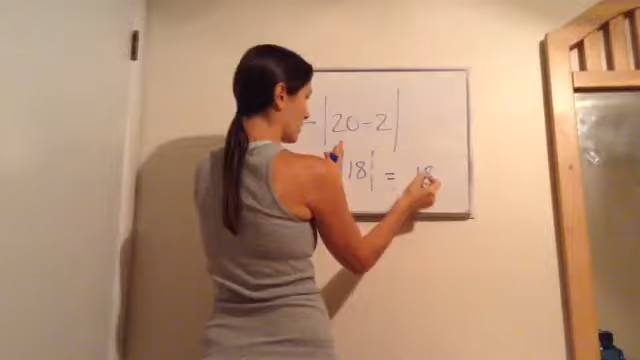 -|20-2|
|18| = 18